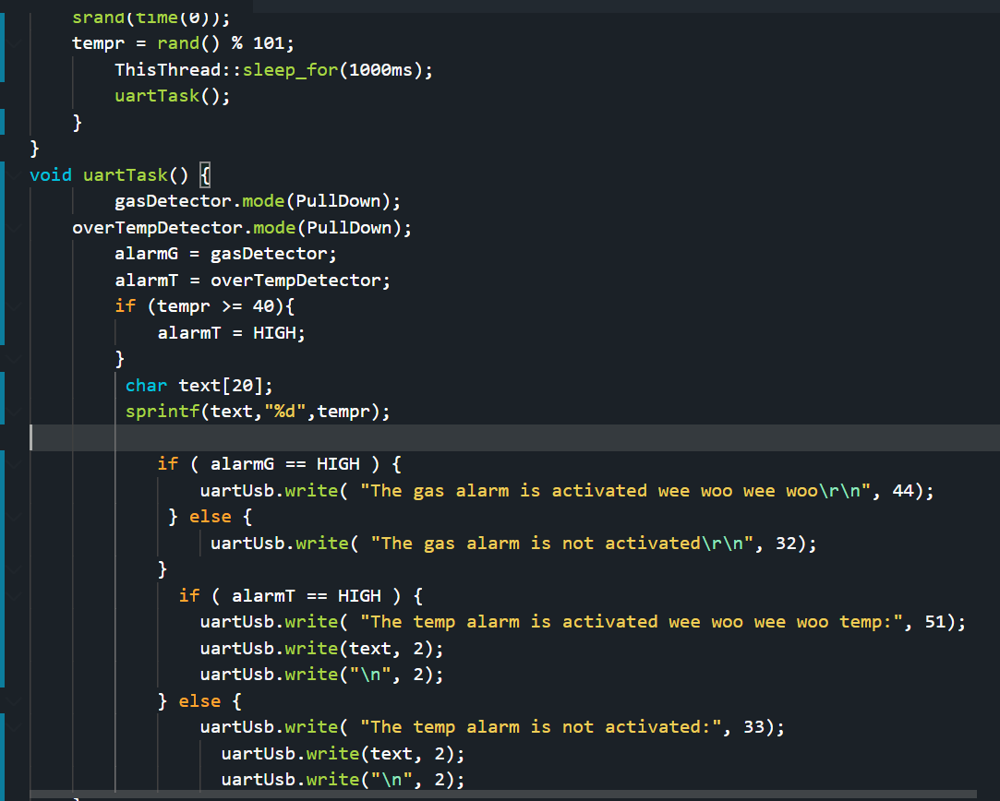 srand(time(0));
tempr = rand() % 101;
ThisThread::sleep_for(1000ms);
uartTask();
}
}
void uartTask() {
gasDetector.mode(PullDown);
overTempDetector.mode(PullDown);
alarmG = gasDetector;
alarmT = overTempDetector;
if (tempr >= 40){
alarmT = HIGH;
}
char text[20];
sprintf(text,"%d",tempr);
if ( alarmG == HIGH ) {
uartUsb.write( "The gas alarm is activated wee woo wee woo\r\n", 44);
} else {
uartUsb.write( "The gas alarm is not activated\r\n", 32);
}
if ( alarmT == HIGH ) {
uartUsb.write( "The temp alarm is activated wee woo wee woo temp:", 51);
uartUsb.write(text, 2);
uartUsb.write("\n", 2);
} else {
uartUsb.write( "The temp alarm is not activated:", 33);
uartUsb.write(text, 2);
uartUsb.write("\n", 2);